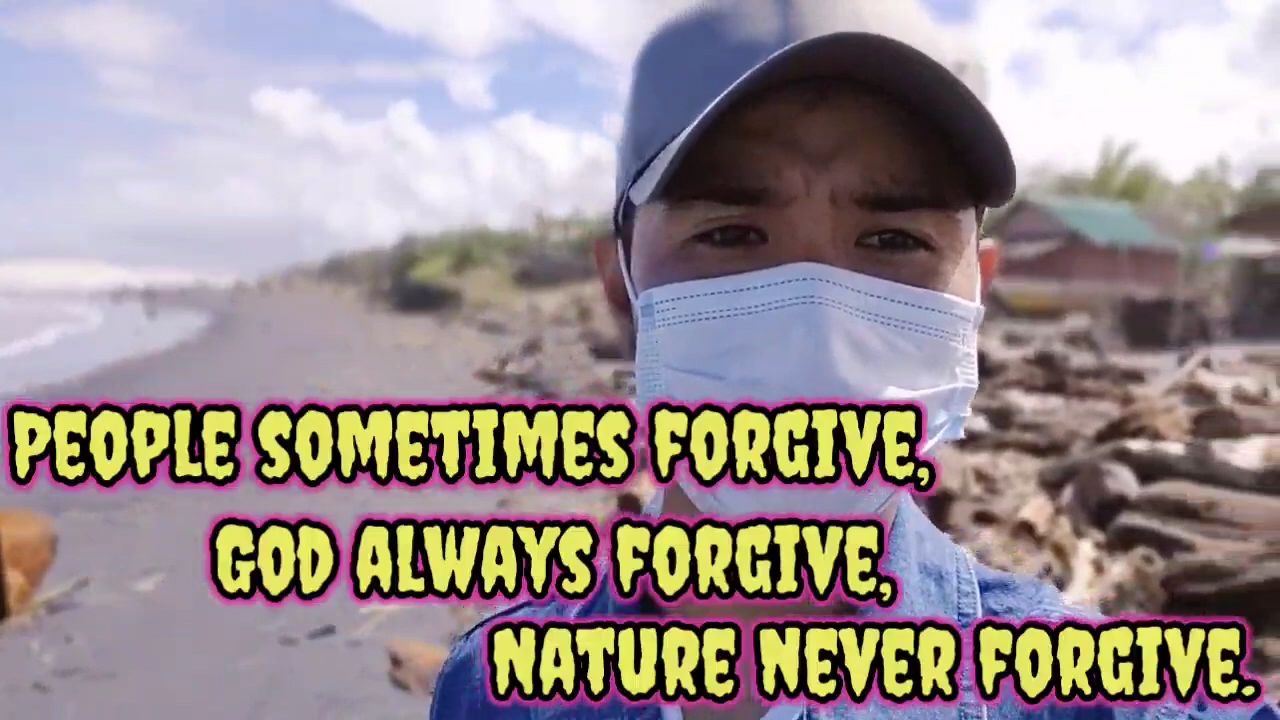 PEOPLE SOMETIMES FORGIVE,
GOD ALWAYS FORGIVE,
NATURE NEVER FORGIVE.